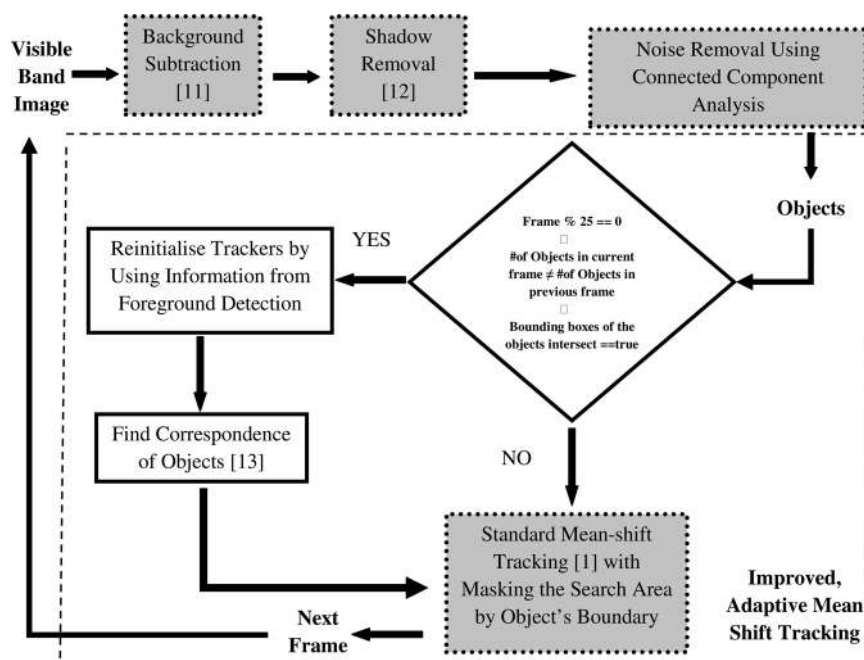 Visible
Band
Image
Background
Subtraction
[11]
Shadow
Removal
[12]
Noise Removal Using
Connected Component
Analysis
Objects
Frame % 25 == 0
#of Objects in current
frame ≠ #of Objects in
previous frame
Bounding boxes of the
objects intersect ==true
YES
Reinitialise Trackers by
Using Information from
Foreground Detection
Find Correspondence
of Objects [13]
NO
Standard Mean-shift
Tracking [1] with
Masking the Search Area
by Object's Boundary
Next
Frame
Improved,
Adaptive Mean
Shift Tracking